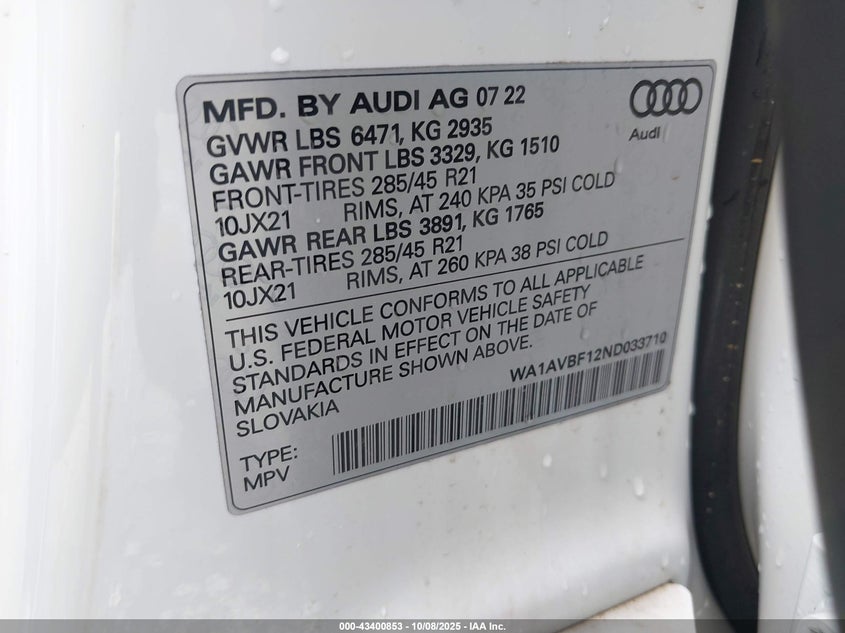 MFD. BY AUDI AG 07 22
Audi
GVWR LBS 6471, KG 2935
GAWR FRONT LBS 3329, KG 1510
FRONT-TIRES 285/45 R21
10JX21 RIMS, AT 240 KPA 35 PSI COLD
GAWR REAR LBS 3891, KG 1765
REAR-TIRES 285/45 R21
10JX21 RIMS, AT 260 KPA 38 PSI COLD
THIS VEHICLE CONFORMS TO ALL APPLICABLE
U.S. FEDERAL MOTOR VEHICLE SAFETY
STANDARDS IN EFFECT ON THE DATE OF
MANUFACTURE SHOWN ABOVE.
SLOVAKIA
WA1AVBF12ND033710
TYPE:
MPV
000-43400853 - 10/08/2025 - IAA Inc.